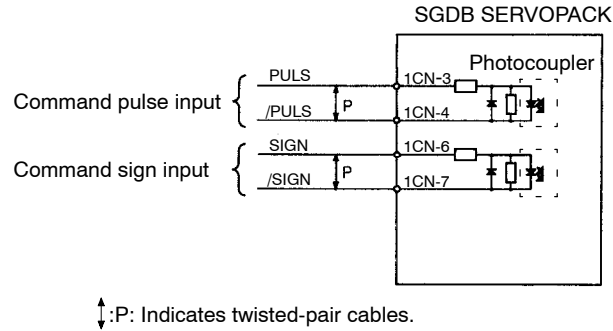 SGDB SERVOPACK
Photocoupler
PULS
1CN-3
Command pulse input
P
/PULS
1CN-4
SIGN
1CN-6
Command sign input
P
/SIGN
1CN-7
:P: Indicates twisted-pair cables.